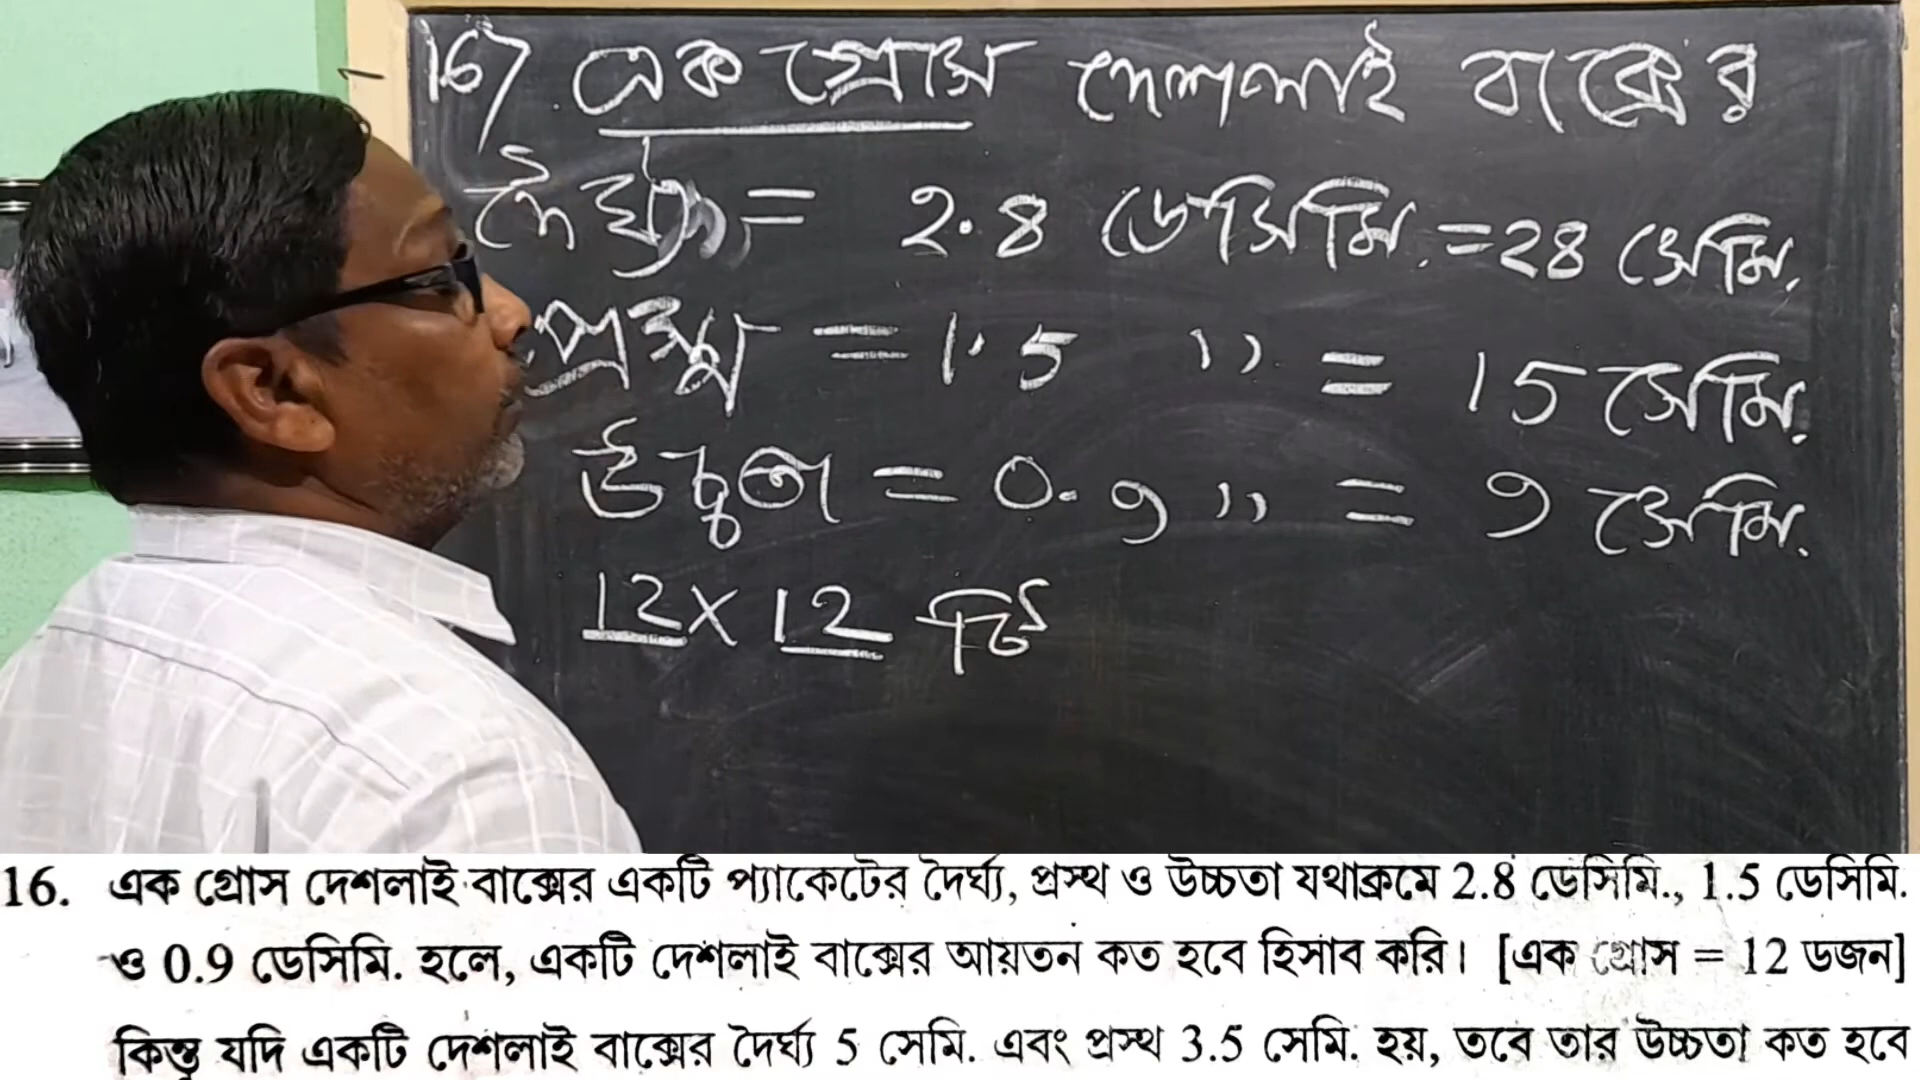 16) এক গ্রোস দেশলাই বাক্সের
দৈর্ঘ্য = 2.8 ডেসিমি. = 28 সেমি.
প্রস্থ = 1.5 " = 15 সেমি.
উচ্চতা = 0.9 " = 9 সেমি.
12 x 12 টি
16. এক গ্রোস দেশলাই বাক্সের একটি প্যাকেটের দৈর্ঘ্য, প্রস্থ ও উচ্চতা যথাক্রমে 2.8 ডেসিমি., 1.5 ডেসিমি.
ও 0.9 ডেসিমি. হলে, একটি দেশলাই বাক্সের আয়তন কত হবে হিসাব করি। [এক গ্রোস = 12 ডজন]
কিন্তু যদি একটি দেশলাই বাক্সের দৈর্ঘ্য 5 সেমি. এবং প্রস্থ 3.5 সেমি. হয়, তবে তার উচ্চতা কত হবে